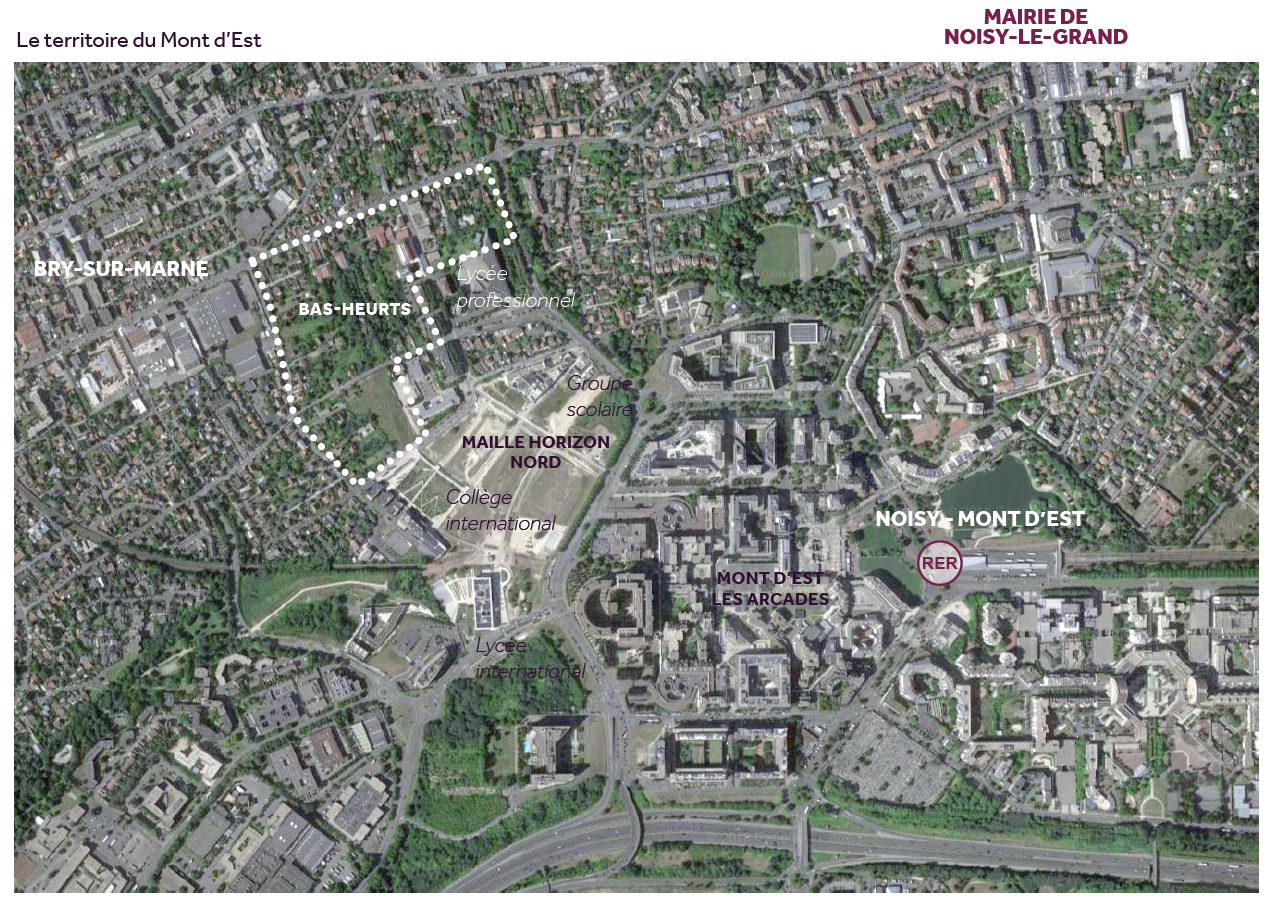 MAIRIE DE
NOISY-LE-GRAND
Le territoire du Mont d'Est
BRY-SUR-MARNE
Lycée
professionnel
BAS-HEURTS
Groupe
scolaire
MAILLE HORIZON
NORD
Collège
international
NOISY - MONT D'EST
RER
MONT D'EST
LES ARCADES
Lycée
international